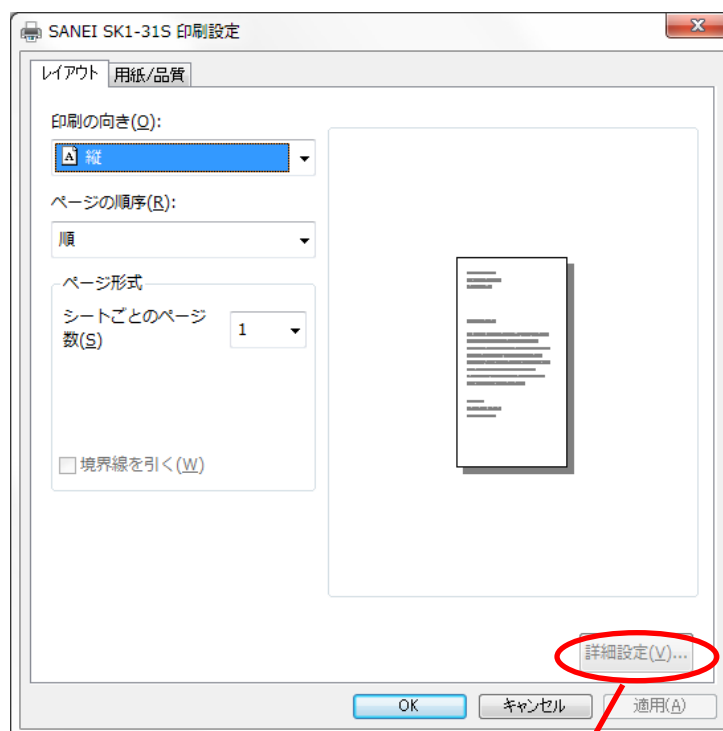 SANEI SK1-31S 印刷設定
レイアウト 用紙/品質
印刷の向き(O):
縦
ページの順序(R):
順
ページ形式
シートごとのページ
数(S)
1
境界線を引く(W)
詳細設定(V)...
OK キャンセル 適用(A)